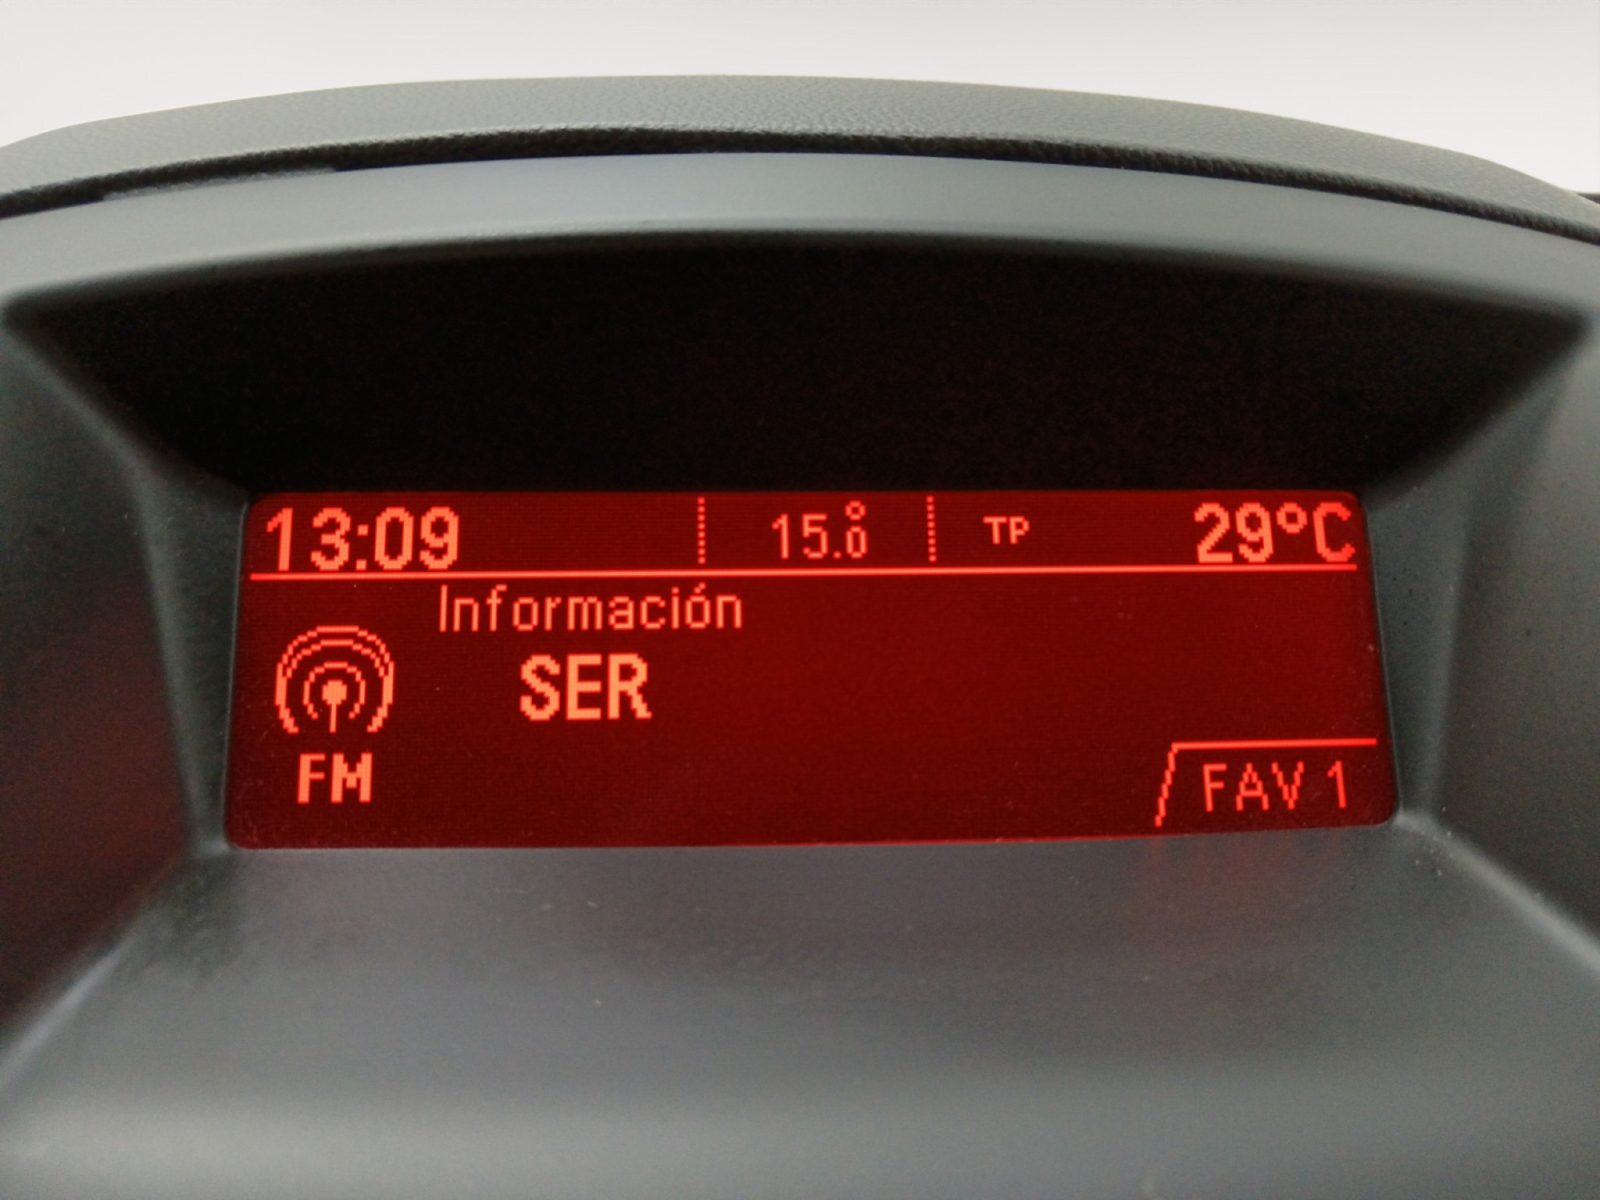 13:09 15.0° TP 29°C
Información
SER
FM
FAV 1